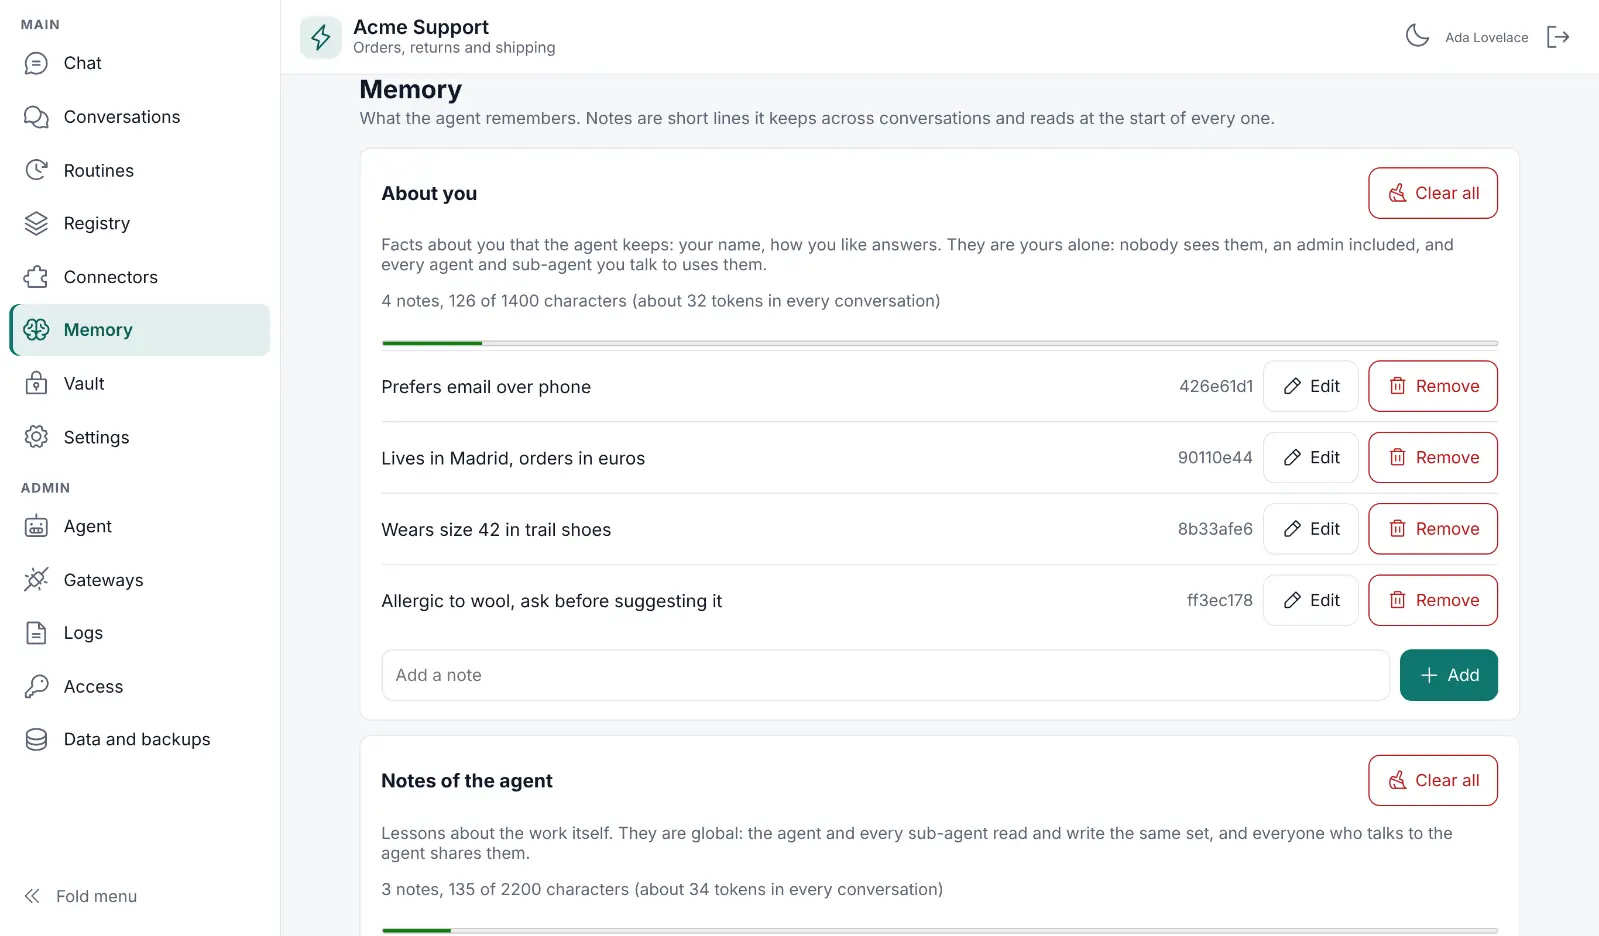 MAIN
Chat
Conversations
Routines
Registry
Connectors
Memory
Vault
Settings
ADMIN
Agent
Gateways
Logs
Access
Data and backups
Fold menu
Acme Support
Orders, returns and shipping
Ada Lovelace
Memory
What the agent remembers. Notes are short lines it keeps across conversations and reads at the start of every one.
About you
Clear all
Facts about you that the agent keeps: your name, how you like answers. They are yours alone: nobody sees them, an admin included, and
every agent and sub-agent you talk to uses them.
4 notes, 126 of 1400 characters (about 32 tokens in every conversation)
Prefers email over phone 426e61d1 Edit Remove
Lives in Madrid, orders in euros 90110e44 Edit Remove
Wears size 42 in trail shoes 8b33afe6 Edit Remove
Allergic to wool, ask before suggesting it ff3ec178 Edit Remove
Add a note Add
Notes of the agent
Clear all
Lessons about the work itself. They are global: the agent and every sub-agent read and write the same set, and everyone who talks to the
agent shares them.
3 notes, 135 of 2200 characters (about 34 tokens in every conversation)